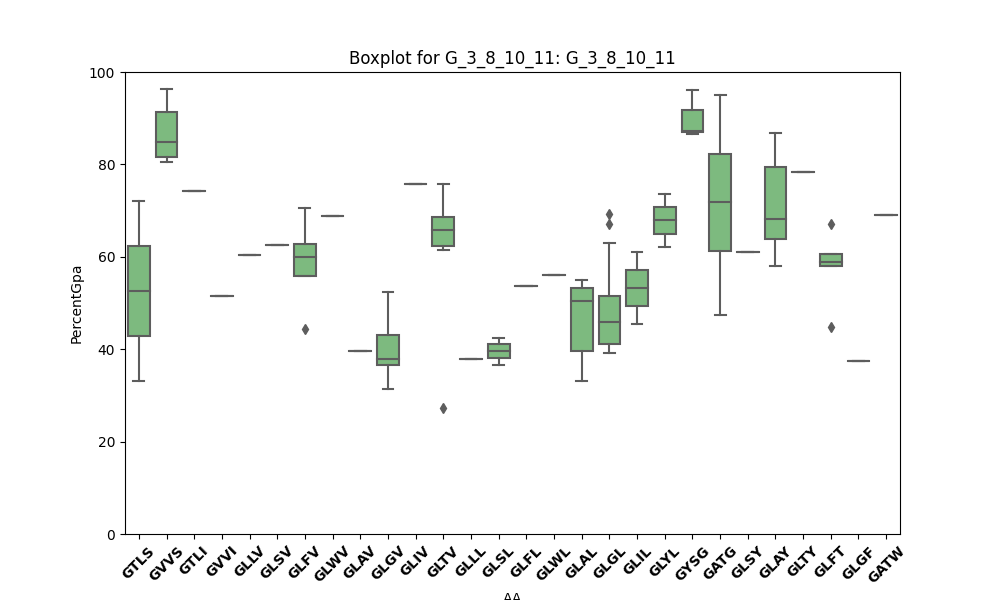 Boxplot for G_3_8_10_11: G_3_8_10_11
100
80
60
40
20
0
PercentGpa
GTLS GVVS GTLI GVVI GLLV GLSV GLFV GLWV GLAV GLGV GLIV GLTV GLLL GLSL GLFL GLWL GLAL GLGL GLIL GLYL GYSG GATG GLSY GLAY GLTY GLFT GLGF GATW
AA